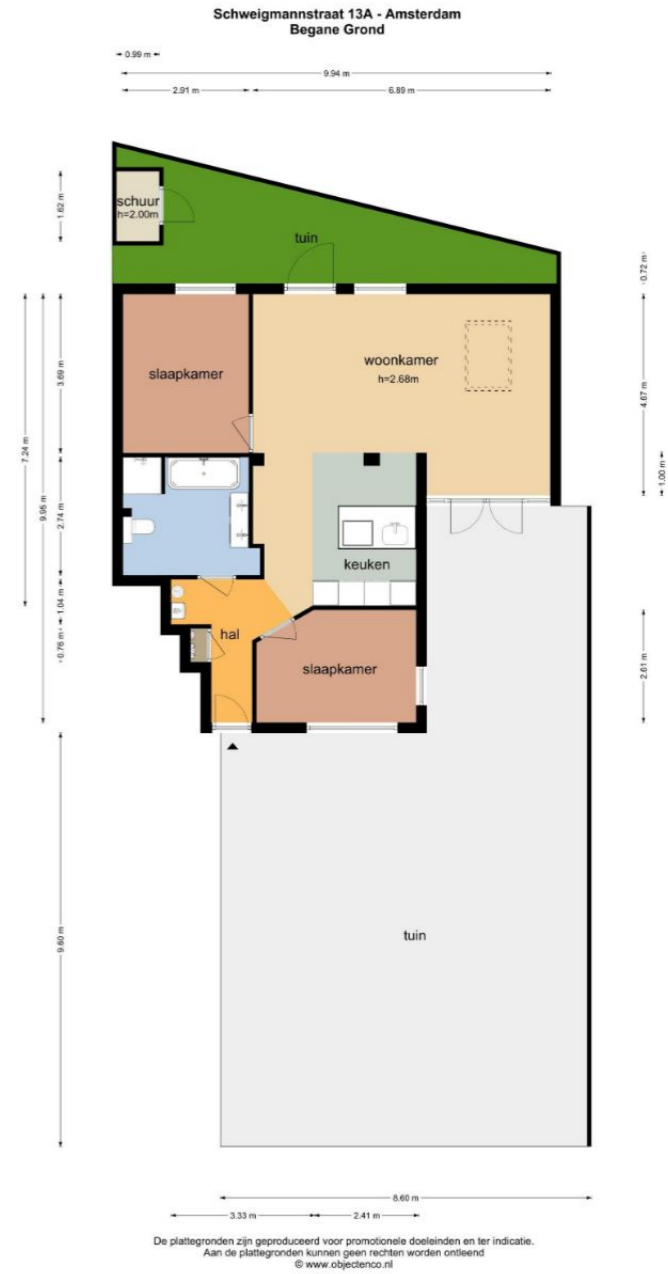 Schweigmannstraat 13A - Amsterdam
Begane Grond
0.99 m
9.94 m
2.91 m
6.89 m
1.62 m
schuur
h=2.00m
tuin
0.72 m
slaapkamer
woonkamer
h=2.68m
3.69 m
4.67 m
7.24 m
9.95 m
1.00 m
2.74 m
keuken
1.04 m
hal
0.76 m
slaapkamer
2.61 m
tuin
9.60 m
8.60 m
3.33 m
2.41 m
De plattegronden zijn geproduceerd voor promotionele doeleinden en ter indicatie.
Aan de plattegronden kunnen geen rechten worden ontleend
© www.objectenco.nl